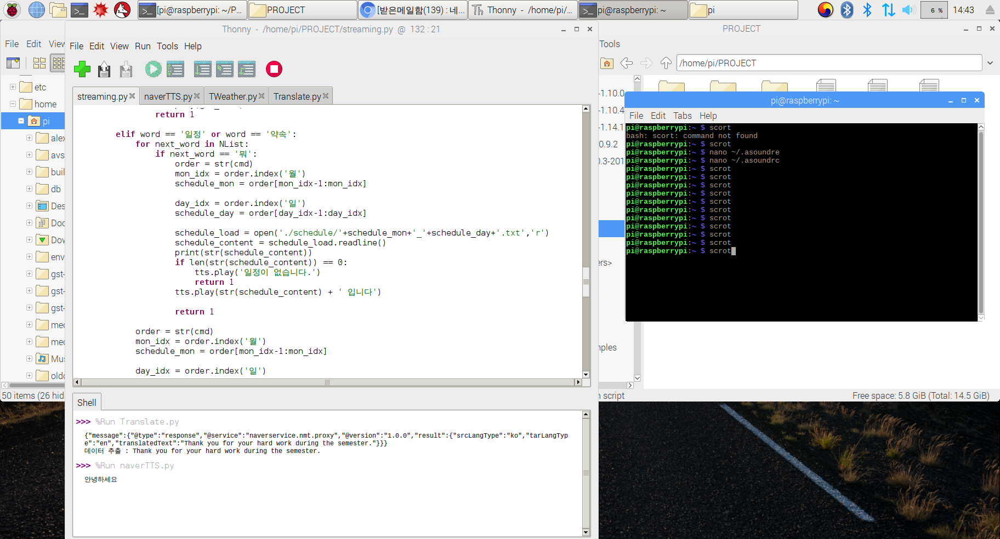 [pi@raspberrypi: ~/P...
PROJECT
[받은메일함(139) : 네...
Thonny - /home/pi/...
pi@raspberrypi: ~
pi
6 %
14:43
PROJECT
File Edit View
Tools
/home/pi/PROJECT
etc
home
pi
alex
avs
buil
db
Des
Doc
Dow
env
gst-
gst-
gst-
med
med
Mus
oldc
50 items (26 hid
Thonny - /home/pi/PROJECT/streaming.py @ 132 : 21
File Edit View Run Tools Help
streaming.py
naverTTS.py
TWeather.py
Translate.py
return 1
elif word == '일정' or word == '약속':
for next_word in NList:
if next_word == '뭐':
order = str(cmd)
mon_idx = order.index('월')
schedule_mon = order[mon_idx-1:mon_idx]
day_idx = order.index('일')
schedule_day = order[day_idx-1:day_idx]
schedule_load = open('./schedule/'+schedule_mon+'_'+schedule_day+'.txt','r')
schedule_content = schedule_load.readline()
print(str(schedule_content))
if len(str(schedule_content)) == 0:
tts.play('일정이 없습니다.')
return 1
tts.play(str(schedule_content) + ' 입니다')
return 1
order = str(cmd)
mon_idx = order.index('월')
schedule_mon = order[mon_idx-1:mon_idx]
day_idx = order.index('일')
Shell
>>> %Run Translate.py
{"message":{"@type":"response","@service":"naverservice.nmt.proxy","@version":"1.0.0","result":{"srcLangType":"ko","tarLangTyp
e":"en","translatedText":"Thank you for your hard work during the semester."}}}
데이터 추출 : Thank you for your hard work during the semester.
>>> %Run naverTTS.py
안녕하세요
-1.10.0
-1.10.4
-1.14.1
0.9.2
0.3-201
ers>
mples
n script
Free space: 5.8 GiB (Total: 14.5 GiB)
pi@raspberrypi: ~
File Edit Tabs Help
pi@raspberrypi:~ $ scort
bash: scort: command not found
pi@raspberrypi:~ $ scrot
pi@raspberrypi:~ $ nano ~/.asoundre
pi@raspberrypi:~ $ nano ~/.asoundrc
pi@raspberrypi:~ $ scrot
pi@raspberrypi:~ $ scrot
pi@raspberrypi:~ $ scrot
pi@raspberrypi:~ $ scrot
pi@raspberrypi:~ $ scrot
pi@raspberrypi:~ $ scrot
pi@raspberrypi:~ $ scrot
pi@raspberrypi:~ $ scrot
pi@raspberrypi:~ $ scrot
pi@raspberrypi:~ $ scrot
pi@raspberrypi:~ $ scrot